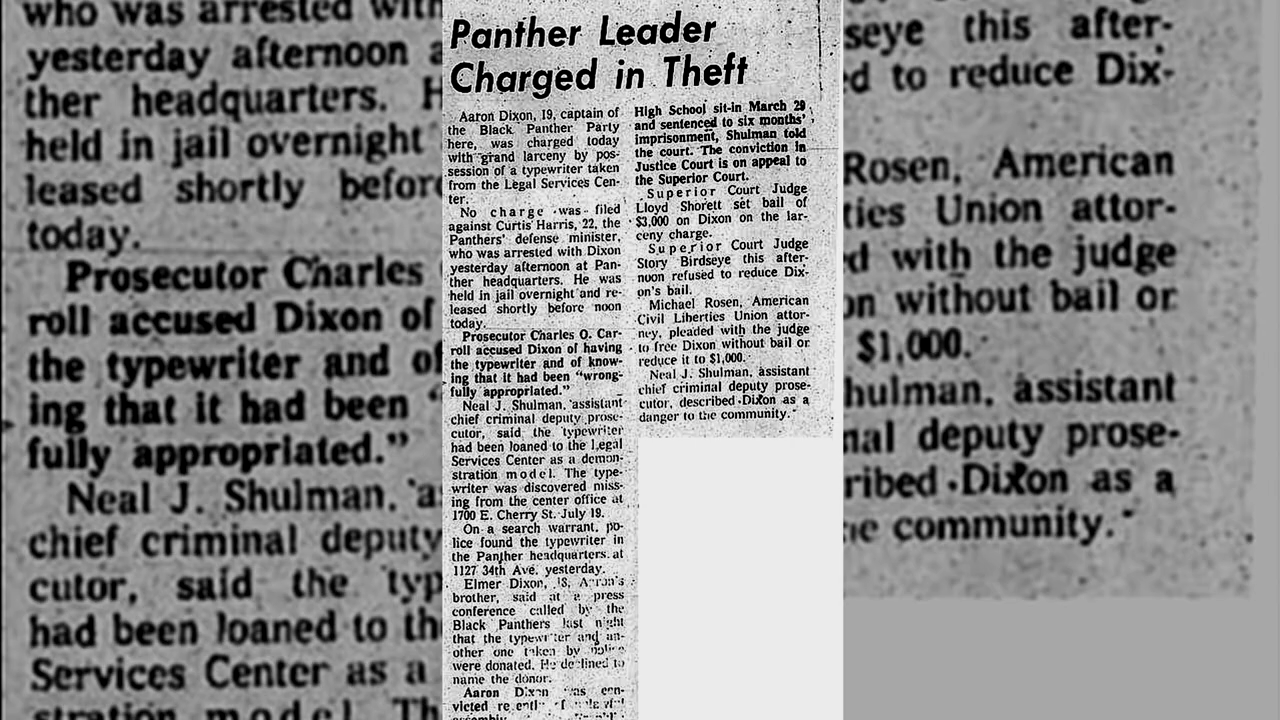 who was arrested with
yesterday afternoon
ther headquarters.
held in jail overnight
leased shortly
today.
Prosecutor Charles
roll accused Dixon of
the typewriter and
ing that it had been
fully appropriated."
Neal J. Shulman,
chief criminal deputy
cutor, said the
had been loaned to
Services Center as a
Panther Leader
Charged in Theft
Aaron Dixon, 19, captain of
the Black Panther Party
here, was charged today
with grand larceny by pos-
session of a typewriter taken
from the Legal Services Cen-
ter.
No charge was filed
against Curtis Harris, 22, the
Panthers' defense minister,
who was arrested with Dixon
yesterday afternoon at Pan-
ther headquarters. He was
held in jail overnight and re-
leased shortly before noon
today.
Prosecutor Charles O. Car-
roll accused Dixon of having
the typewriter and of know-
ing that it had been "wrong-
fully appropriated."
Neal J. Shulman, assistant
chief criminal deputy prose-
cutor, said the typewriter
had been loaned to the Legal
Services Center as a demon-
stration model. The type-
writer was discovered miss-
ing from the center office at
1700 E. Cherry St. July 19.
On a search warrant, po-
lice found the typewriter in
the Panther headquarters at
1127 34th Ave. yesterday.
Elmer Dixon, 18, Aaron's
brother, said at a press
conference called by the
Black Panthers last night
that the typewriter and an-
other one taken by police
were donated. He declined to
name the donor.
Aaron Dixon was con-
victed recently of
assembly
High School sit-in March 29
and sentenced to six months'
imprisonment, Shulman told
the court. The conviction in
Justice Court is on appeal to
the Superior Court.
Superior Court Judge
Lloyd Shorett set bail of
$3,000 on Dixon on the lar-
ceny charge.
Superior Court Judge
Story Birdseye this after-
noon refused to reduce Dix-
on's bail.
Michael Rosen, American
Civil Liberties Union attor-
ney, pleaded with the judge
to free Dixon without bail or
reduce it to $1,000.
Neal J. Shulman, assistant
chief criminal deputy prose-
cutor, described Dixon as a
danger to the community."
seye this after-
to reduce Dix-
Rosen, American
ties Union attor-
with the judge
on without bail or
$1,000.
hulman, assistant
nal deputy prose-
ribed Dixon as a
community."